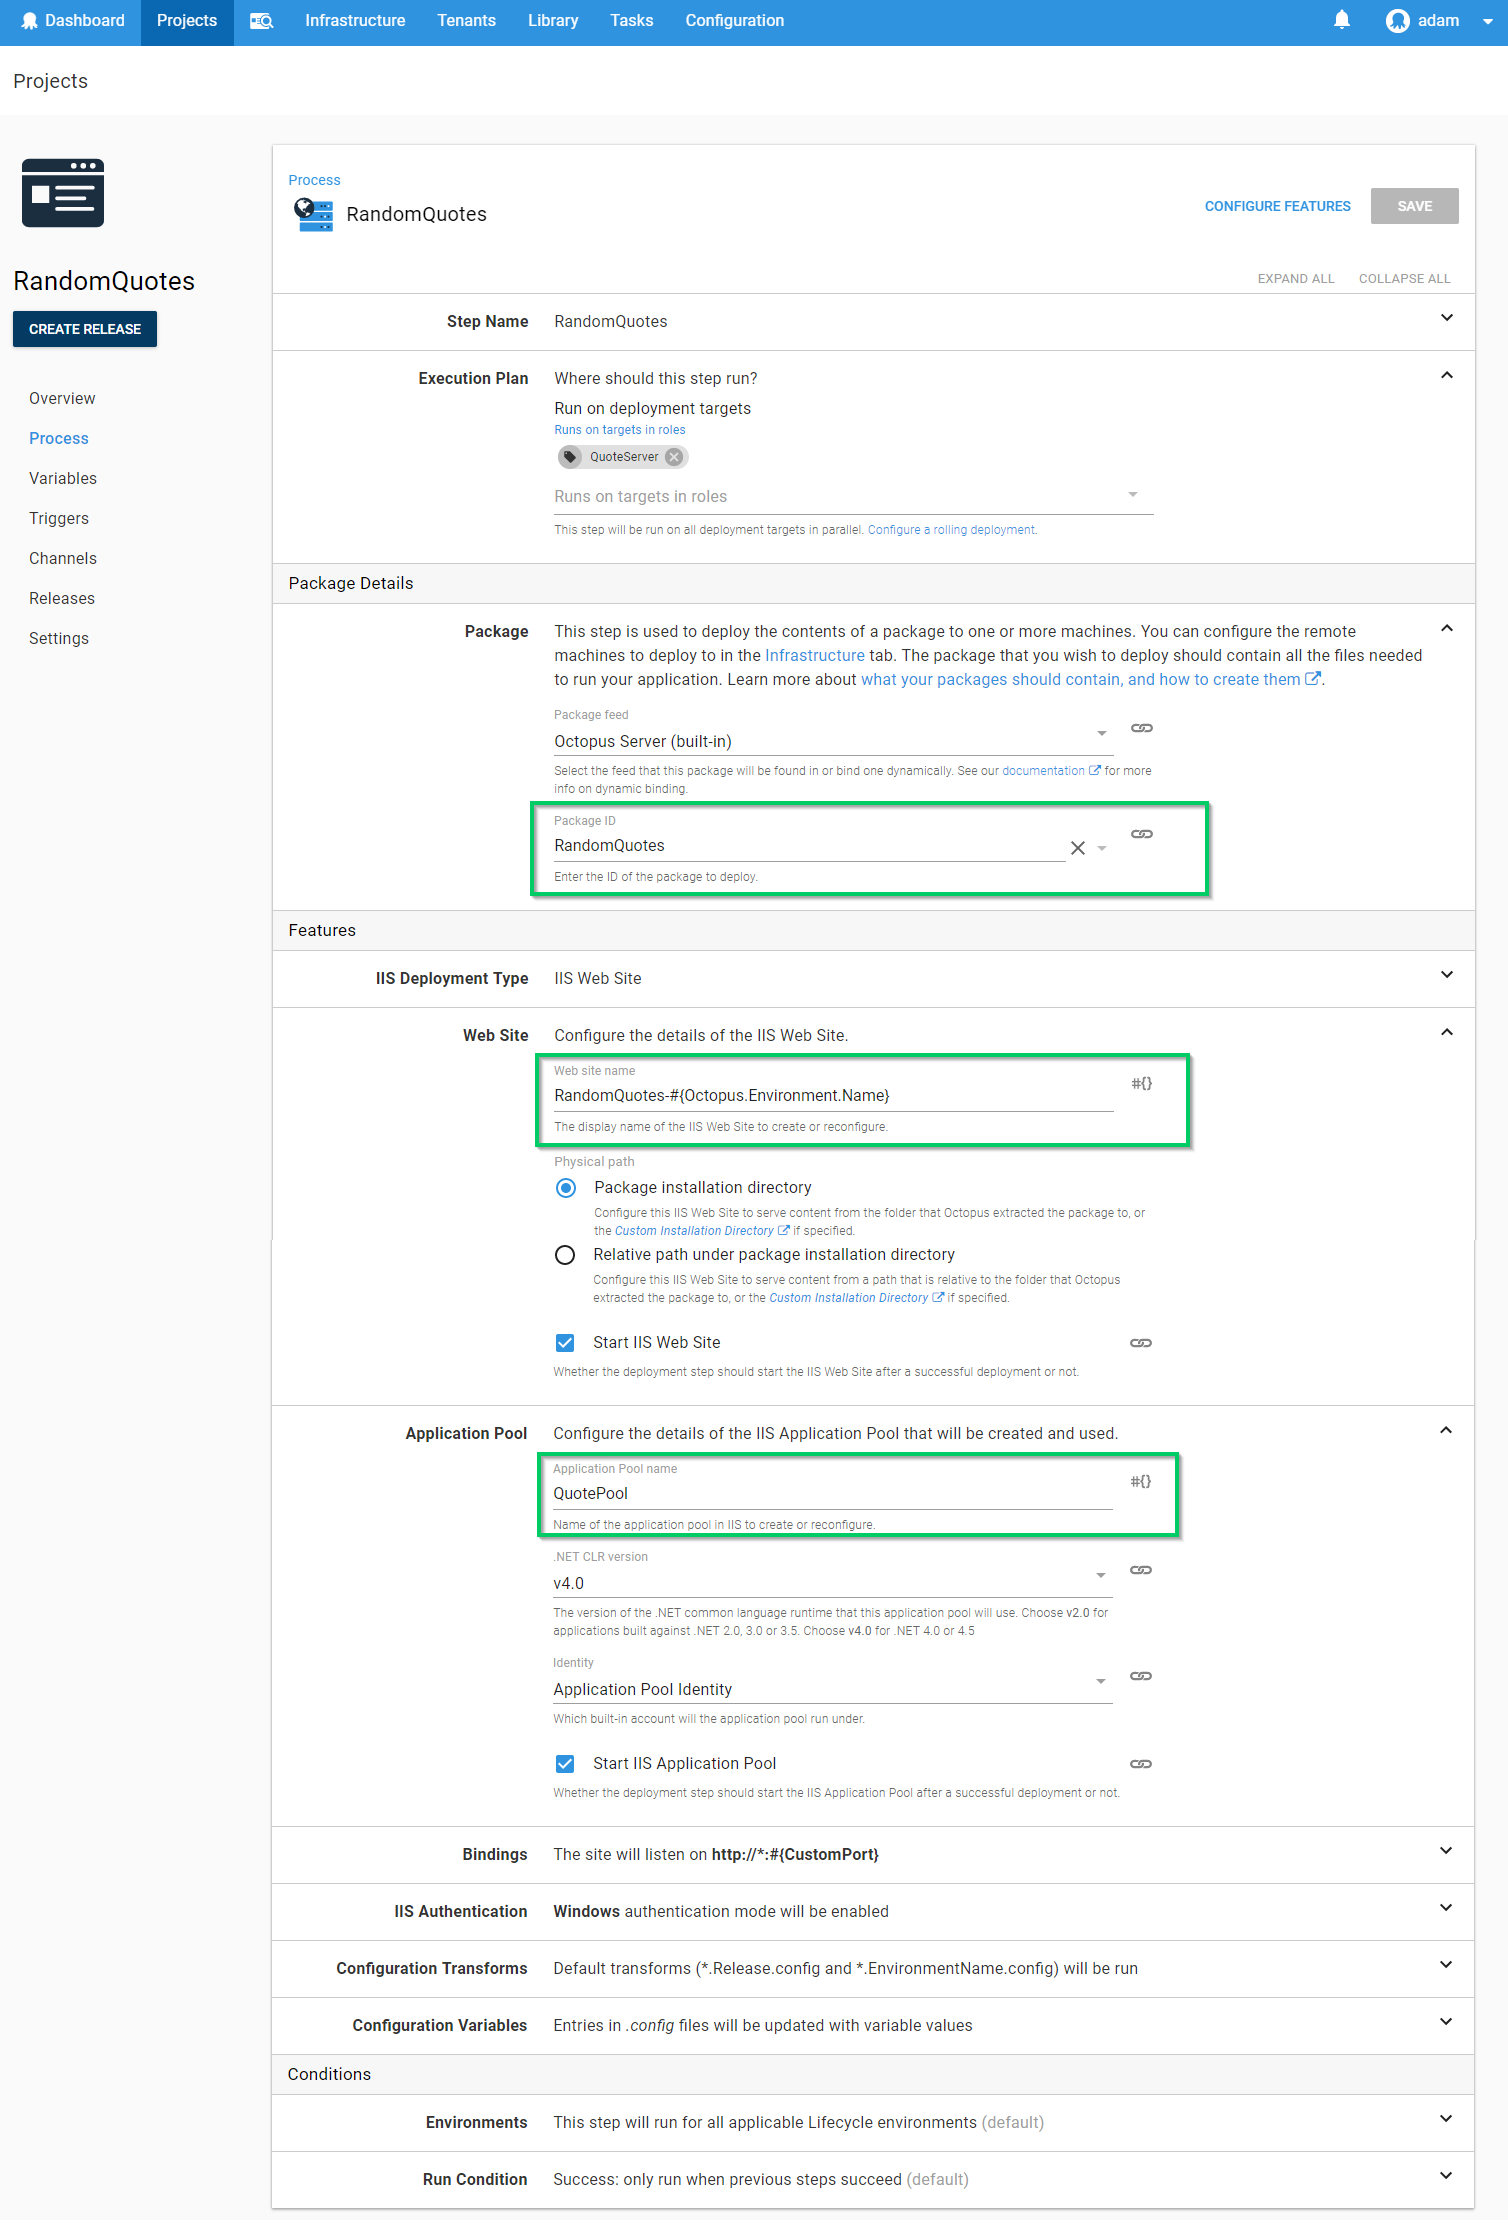 Dashboard Projects Infrastructure Tenants Library Tasks Configuration adam
Projects
RandomQuotes
CREATE RELEASE
Overview
Process
Variables
Triggers
Channels
Releases
Settings
Process
RandomQuotes
CONFIGURE FEATURES SAVE
EXPAND ALL COLLAPSE ALL
Step Name RandomQuotes
Execution Plan Where should this step run?
Run on deployment targets
Runs on targets in roles
QuoteServer
Runs on targets in roles
This step will be run on all deployment targets in parallel. Configure a rolling deployment.
Package Details
Package This step is used to deploy the contents of a package to one or more machines. You can configure the remote
machines to deploy to in the Infrastructure tab. The package that you wish to deploy should contain all the files needed
to run your application. Learn more about what your packages should contain, and how to create them.
Package feed
Octopus Server (built-in)
Select the feed that this package will be found in or bind one dynamically. See our documentation for more
info on dynamic binding.
Package ID
RandomQuotes
Enter the ID of the package to deploy.
Features
IIS Deployment Type IIS Web Site
Web Site Configure the details of the IIS Web Site.
Web site name
RandomQuotes-#{Octopus.Environment.Name} #{}
The display name of the IIS Web Site to create or reconfigure.
Physical path
Package installation directory
Configure this IIS Web Site to serve content from the folder that Octopus extracted the package to, or
the Custom Installation Directory if specified.
Relative path under package installation directory
Configure this IIS Web Site to serve content from a path that is relative to the folder that Octopus
extracted the package to, or the Custom Installation Directory if specified.
Start IIS Web Site
Whether the deployment step should start the IIS Web Site after a successful deployment or not.
Application Pool Configure the details of the IIS Application Pool that will be created and used.
Application Pool name
QuotePool #{}
Name of the application pool in IIS to create or reconfigure.
.NET CLR version
v4.0
The version of the .NET common language runtime that this application pool will use. Choose v2.0 for
applications built against .NET 2.0, 3.0 or 3.5. Choose v4.0 for .NET 4.0 or 4.5
Identity
Application Pool Identity
Which built-in account will the application pool run under.
Start IIS Application Pool
Whether the deployment step should start the IIS Application Pool after a successful deployment or not.
Bindings The site will listen on http://*:#{CustomPort}
IIS Authentication Windows authentication mode will be enabled
Configuration Transforms Default transforms (*.Release.config and *.EnvironmentName.config) will be run
Configuration Variables Entries in .config files will be updated with variable values
Conditions
Environments This step will run for all applicable Lifecycle environments (default)
Run Condition Success: only run when previous steps succeed (default)